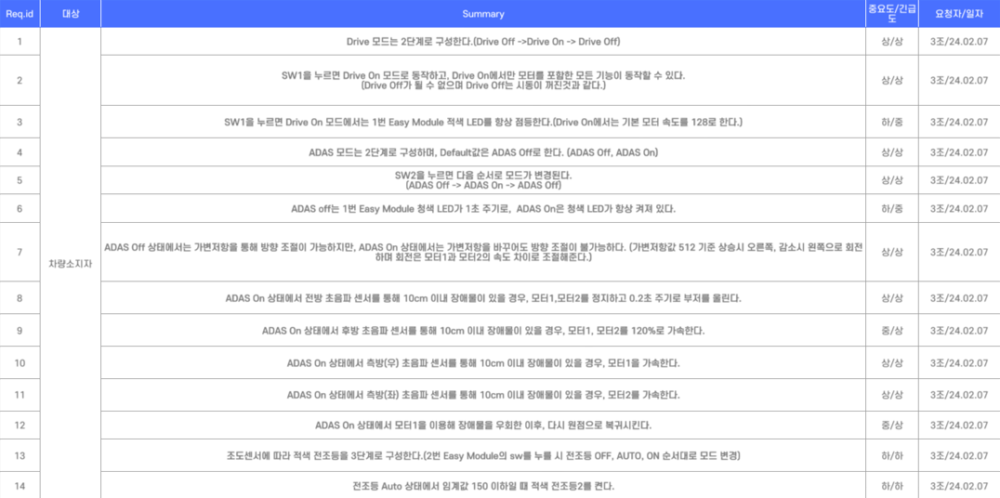 Req.id 대상 Summary 중요도/긴급도 요청자/일자
1 Drive 모드는 2단계로 구성한다.(Drive Off ->Drive On -> Drive Off) 상/상 3조/24.02.07
2 SW1을 누르면 Drive On 모드로 동작하고, Drive On에서만 모터를 포함한 모든 기능이 동작할 수 있다.
(Drive Off가 될 수 없으며 Drive Off는 시동이 꺼진것과 같다.) 상/상 3조/24.02.07
3 SW1을 누르면 Drive On 모드에서는 1번 Easy Module 적색 LED를 항상 점등한다.(Drive On에서는 기본 모터 속도를 128로 한다.) 하/중 3조/24.02.07
4 ADAS 모드는 2단계로 구성하며, Default값은 ADAS Off로 한다. (ADAS Off, ADAS On) 상/상 3조/24.02.07
5 SW2을 누르면 다음 순서로 모드가 변경된다.
(ADAS Off -> ADAS On -> ADAS Off) 상/상 3조/24.02.07
6 ADAS off는 1번 Easy Module 청색 LED가 1초 주기로, ADAS On은 청색 LED가 항상 켜져 있다. 하/중 3조/24.02.07
7 차량소지자 ADAS Off 상태에서는 가변저항을 통해 방향 조절이 가능하지만, ADAS On 상태에서는 가변저항을 바꾸어도 방향 조절이 불가능하다. (가변저항값 512 기준 상승시 오른쪽, 감소시 왼쪽으로 회전
하며 회전은 모터1과 모터2의 속도 차이로 조절해준다.) 상/상 3조/24.02.07
8 ADAS On 상태에서 전방 초음파 센서를 통해 10cm 이내 장애물이 있을 경우, 모터1,모터2를 정지하고 0.2초 주기로 부저를 울린다. 상/상 3조/24.02.07
9 ADAS On 상태에서 후방 초음파 센서를 통해 10cm 이내 장애물이 있을 경우, 모터1, 모터2를 120%로 가속한다. 중/상 3조/24.02.07
10 ADAS On 상태에서 측방(우) 초음파 센서를 통해 10cm 이내 장애물이 있을 경우, 모터1을 가속한다. 상/상 3조/24.02.07
11 ADAS On 상태에서 측방(좌) 초음파 센서를 통해 10cm 이내 장애물이 있을 경우, 모터2를 가속한다. 상/상 3조/24.02.07
12 ADAS On 상태에서 모터1을 이용해 장애물을 우회한 이후, 다시 원점으로 복귀시킨다. 중/상 3조/24.02.07
13 조도센서에 따라 적색 전조등을 3단계로 구성한다.(2번 Easy Module의 sw를 누를 시 전조등 OFF, AUTO, ON 순서대로 모드 변경) 하/하 3조/24.02.07
14 전조등 Auto 상태에서 임계값 150 이하일 때 적색 전조등2를 켠다. 하/하 3조/24.02.07